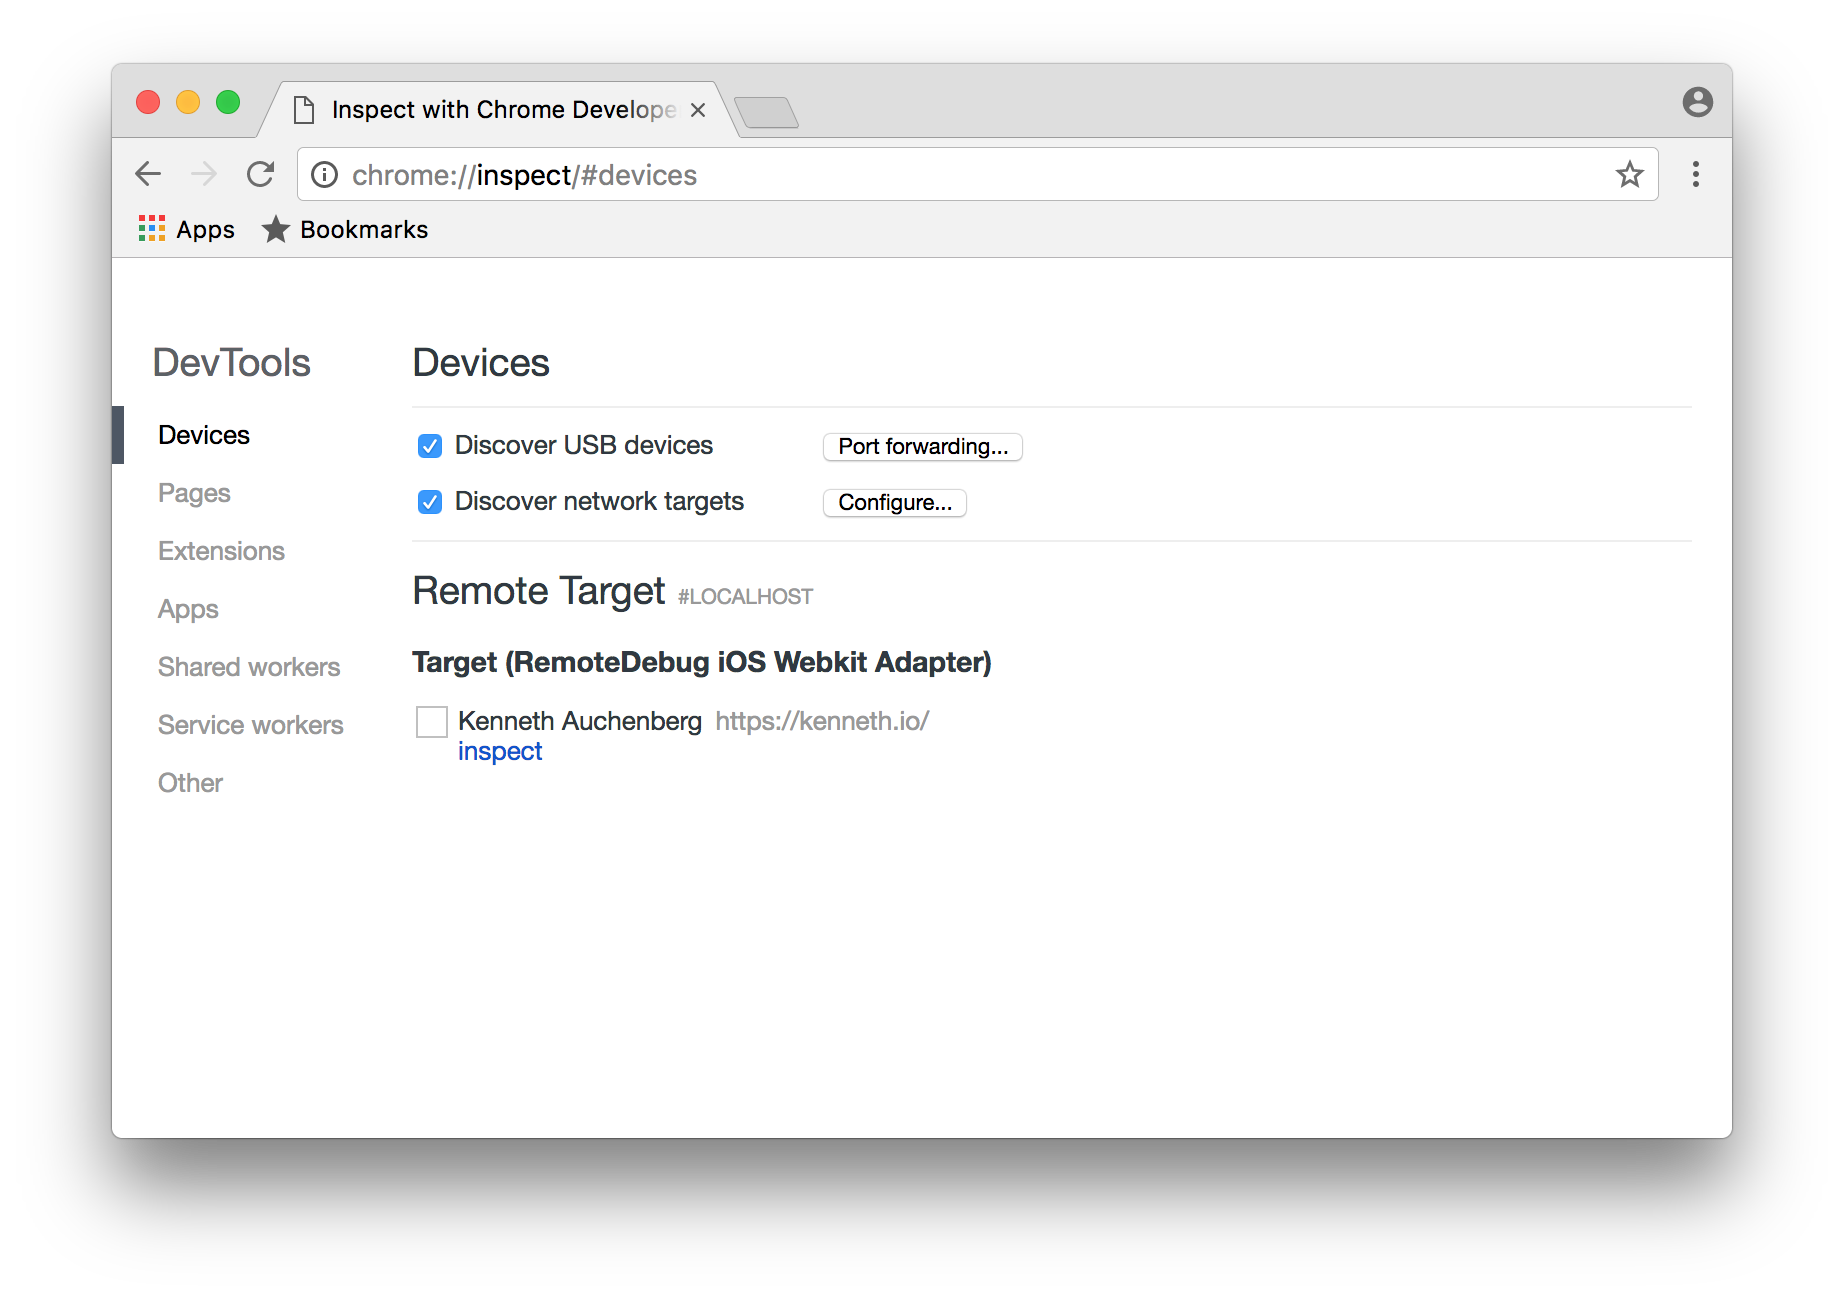 Inspect with Chrome Develope
chrome://inspect/#devices
Apps
Bookmarks
DevTools
Devices
Pages
Extensions
Apps
Shared workers
Service workers
Other
Devices
Discover USB devices
Port forwarding...
Discover network targets
Configure...
Remote Target #LOCALHOST
Target (RemoteDebug iOS Webkit Adapter)
Kenneth Auchenberg https://kenneth.io/
inspect